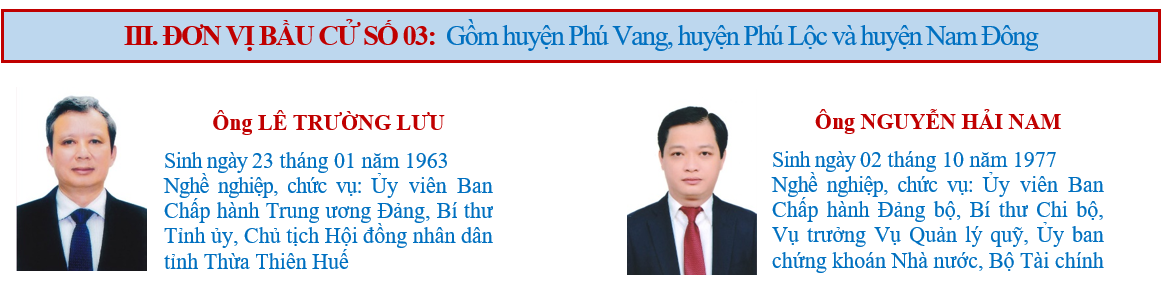 III. ĐƠN VỊ BẦU CỬ SỐ 03: Gồm huyện Phú Vang, huyện Phú Lộc và huyện Nam Đông
Ông LÊ TRƯỜNG LƯU
Sinh ngày 23 tháng 01 năm 1963
Nghề nghiệp, chức vụ: Ủy viên Ban
Chấp hành Trung ương Đảng, Bí thư
Tỉnh ủy, Chủ tịch Hội đồng nhân dân
tỉnh Thừa Thiên Huế
Ông NGUYỄN HẢI NAM
Sinh ngày 02 tháng 10 năm 1977
Nghề nghiệp, chức vụ: Ủy viên Ban
Chấp hành Đảng bộ, Bí thư Chi bộ,
Vụ trưởng Vụ Quản lý quỹ, Ủy ban
chứng khoán Nhà nước, Bộ Tài chính